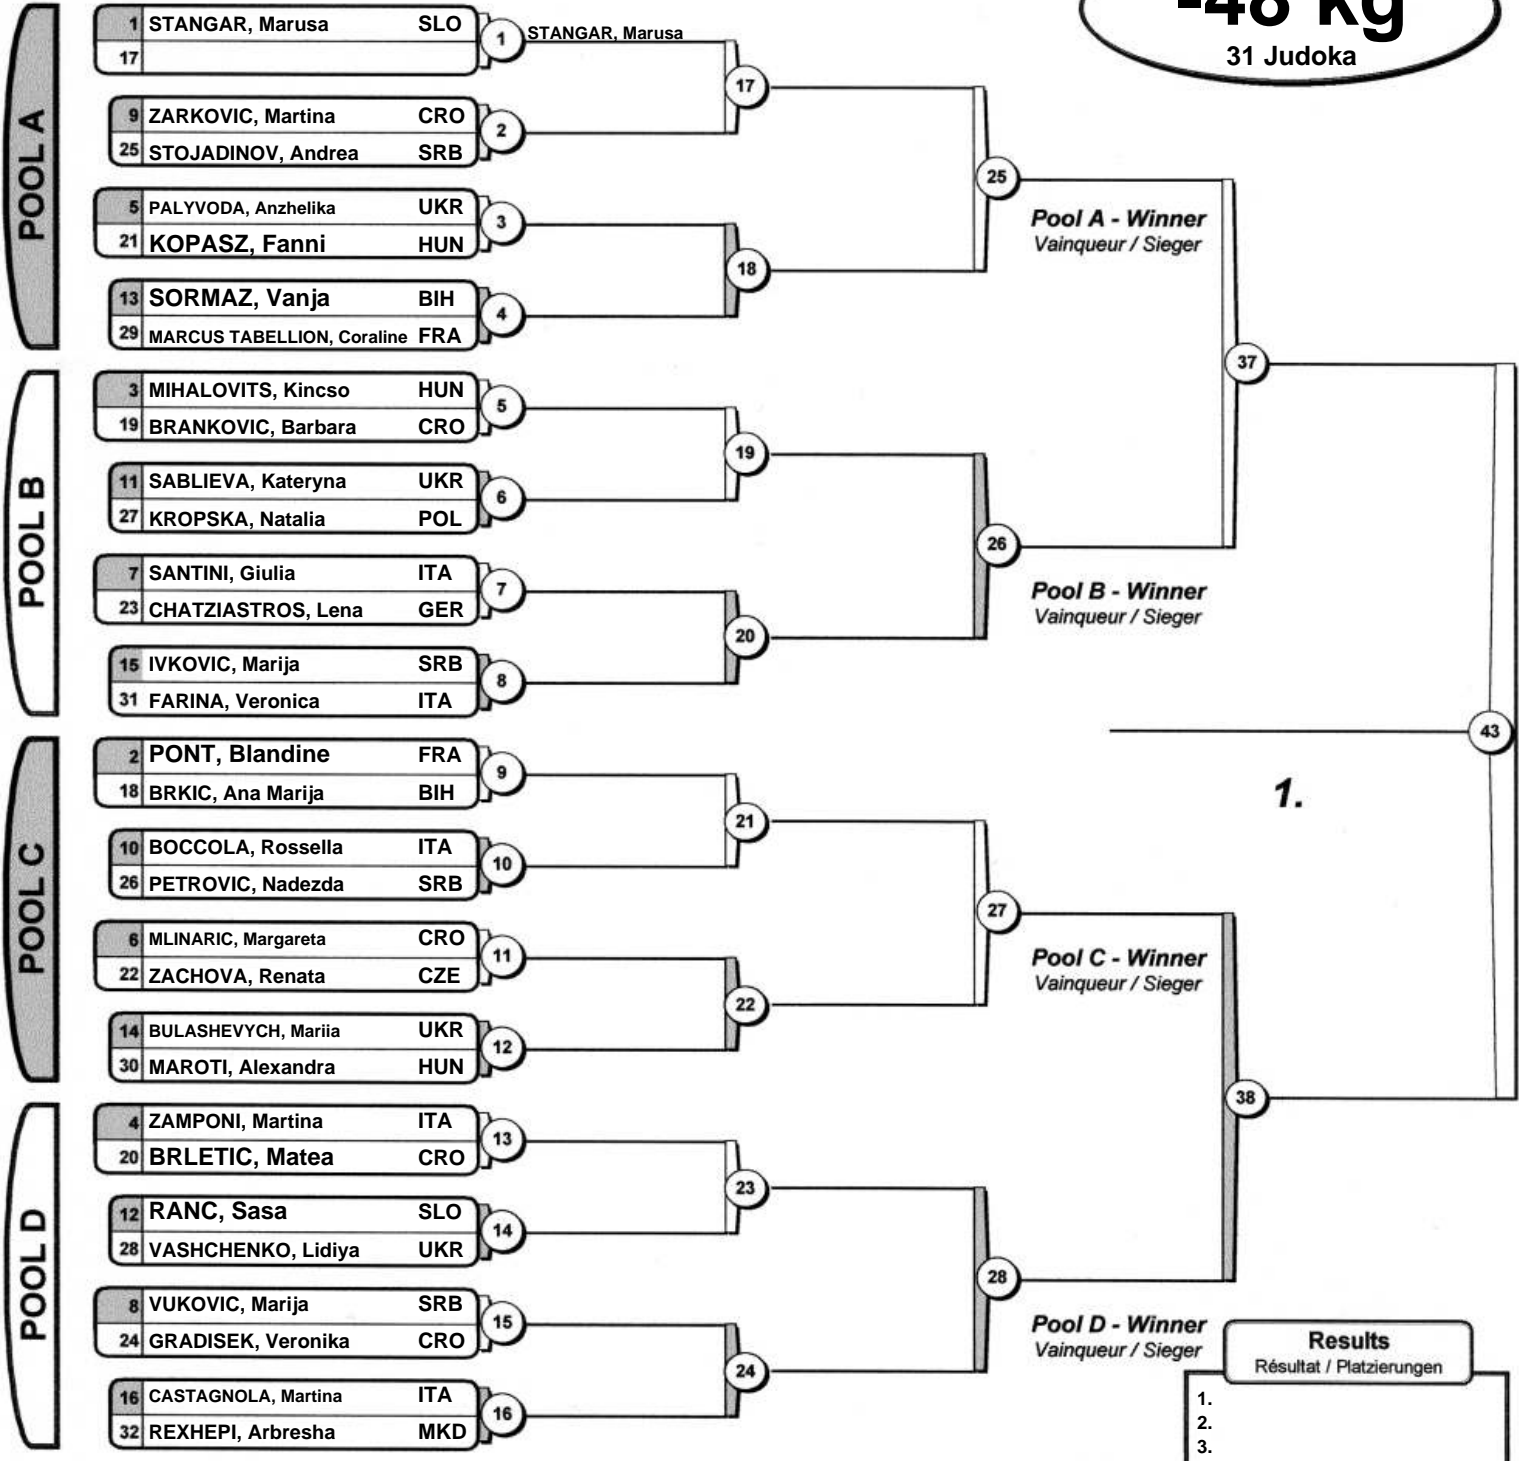 -48 kg
31 Judoka
POOL A
1 STANGAR, Marusa SLO
17
1 STANGAR, Marusa
9 ZARKOVIC, Martina CRO
25 STOJADINOV, Andrea SRB
2
17
5 PALYVODA, Anzhelika UKR
21 KOPASZ, Fanni HUN
3
13 SORMAZ, Vanja BIH
29 MARCUS TABELLION, Coraline FRA
4
18
25
Pool A - Winner
Vainqueur / Sieger
POOL B
3 MIHALOVITS, Kincso HUN
19 BRANKOVIC, Barbara CRO
5
11 SABLIEVA, Kateryna UKR
27 KROPSKA, Natalia POL
6
19
7 SANTINI, Giulia ITA
23 CHATZIASTROS, Lena GER
7
15 IVKOVIC, Marija SRB
31 FARINA, Veronica ITA
8
20
26
Pool B - Winner
Vainqueur / Sieger
37
POOL C
2 PONT, Blandine FRA
18 BRKIC, Ana Marija BIH
9
10 BOCCOLA, Rossella ITA
26 PETROVIC, Nadezda SRB
10
21
6 MLINARIC, Margareta CRO
22 ZACHOVA, Renata CZE
11
14 BULASHEVYCH, Mariia UKR
30 MAROTI, Alexandra HUN
12
22
27
Pool C - Winner
Vainqueur / Sieger
POOL D
4 ZAMPONI, Martina ITA
20 BRLETIC, Matea CRO
13
12 RANC, Sasa SLO
28 VASHCHENKO, Lidiya UKR
14
23
8 VUKOVIC, Marija SRB
24 GRADISEK, Veronika CRO
15
16 CASTAGNOLA, Martina ITA
32 REXHEPI, Arbresha MKD
16
24
28
Pool D - Winner
Vainqueur / Sieger
38
43
1.
Results
Résultat / Platzierungen
1.
2.
3.